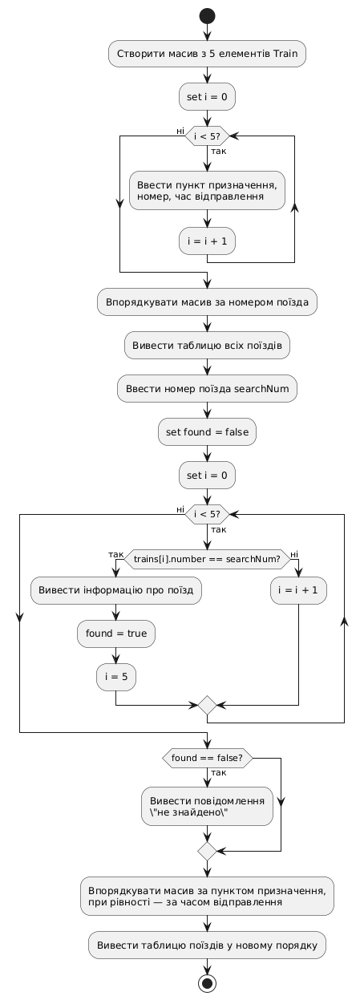 Створити масив з 5 елементів Train
set i = 0
ні
i < 5?
так
Ввести пункт призначення,
номер, час відправлення
i = i + 1
Впорядкувати масив за номером поїзда
Вивести таблицю всіх поїздів
Ввести номер поїзда searchNum
set found = false
set i = 0
ні
i < 5?
так
так
trains[i].number == searchNum?
ні
Вивести інформацію про поїзд
i = i + 1
found = true
i = 5
found == false?
так
Вивести повідомлення
\"не знайдено\"
Впорядкувати масив за пунктом призначення,
при рівності — за часом відправлення
Вивести таблицю поїздів у новому порядку